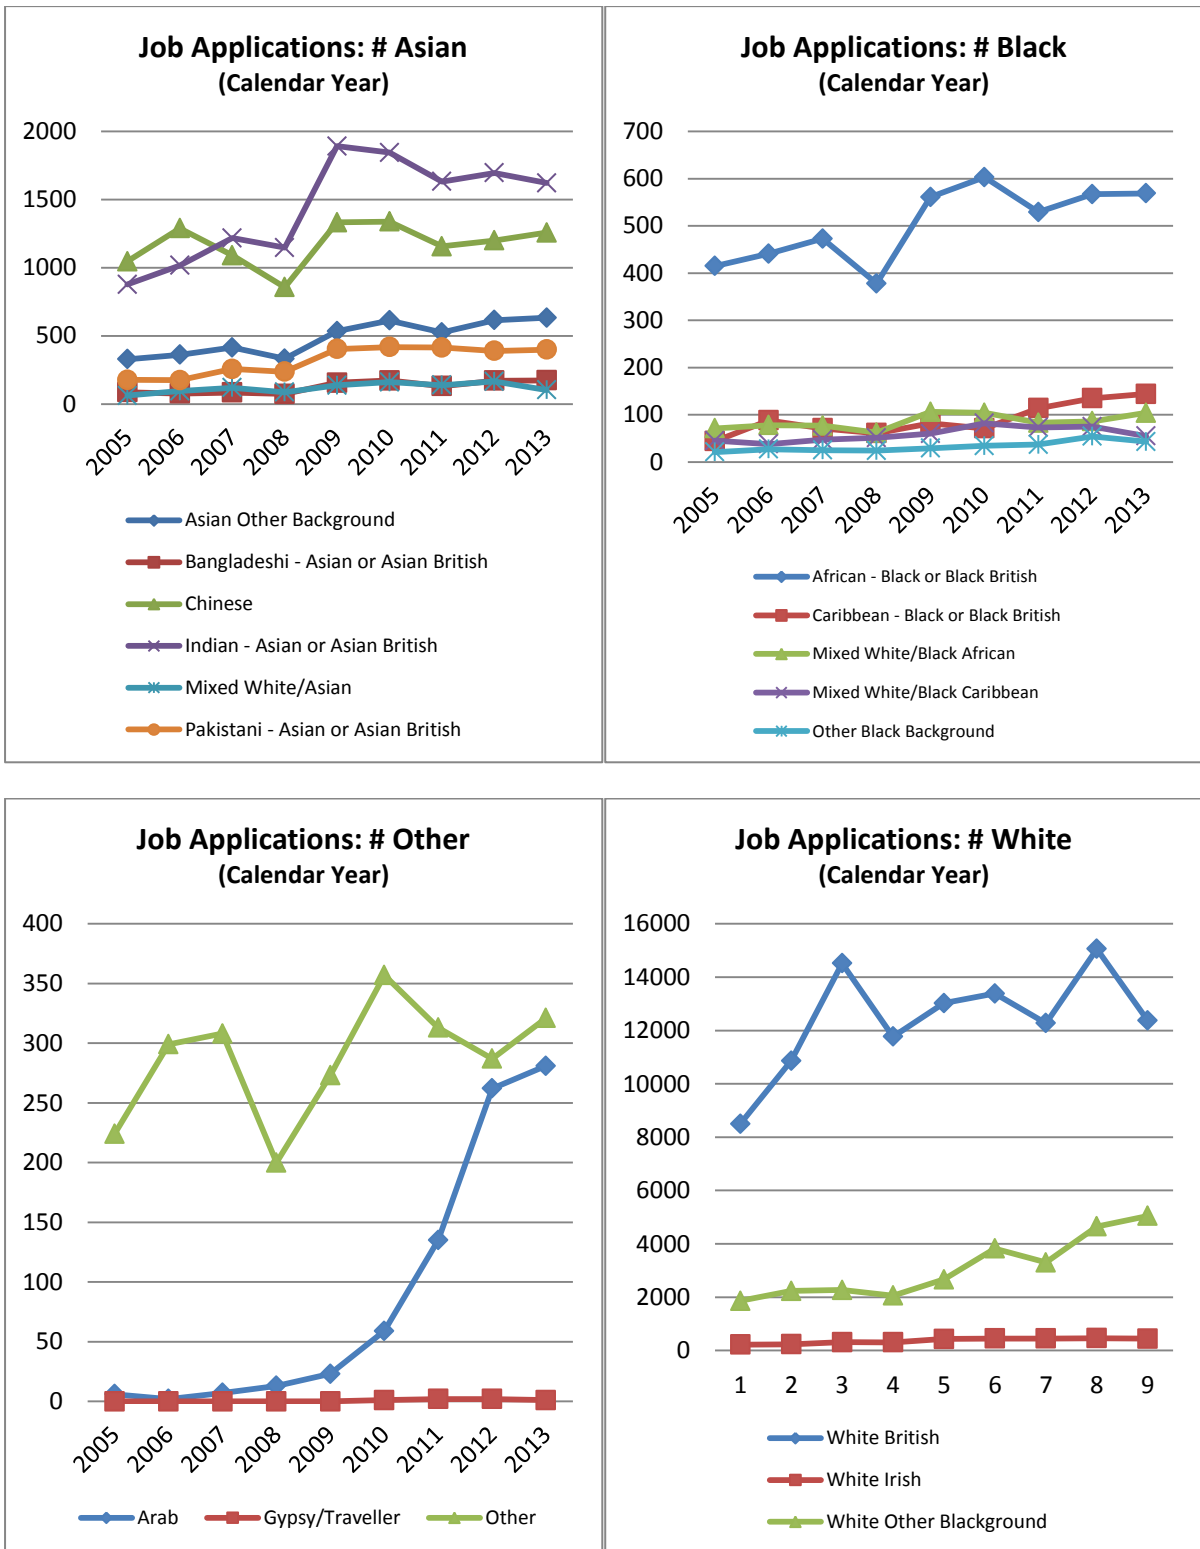 Job Applications: # Asian
(Calendar Year)
2000
1500
1000
500
0
2005 2006 2007 2008 2009 2010 2011 2012 2013
Asian Other Background
Bangladeshi - Asian or Asian British
Chinese
Indian - Asian or Asian British
Mixed White/Asian
Pakistani - Asian or Asian British
Job Applications: # Black
(Calendar Year)
700
600
500
400
300
200
100
0
2005 2006 2007 2008 2009 2010 2011 2012 2013
African - Black or Black British
Caribbean - Black or Black British
Mixed White/Black African
Mixed White/Black Caribbean
Other Black Background
Job Applications: # Other
(Calendar Year)
400
350
300
250
200
150
100
50
0
2005 2006 2007 2008 2009 2010 2011 2012 2013
Arab Gypsy/Traveller Other
Job Applications: # White
(Calendar Year)
16000
14000
12000
10000
8000
6000
4000
2000
0
1 2 3 4 5 6 7 8 9
White British
White Irish
White Other Blackground